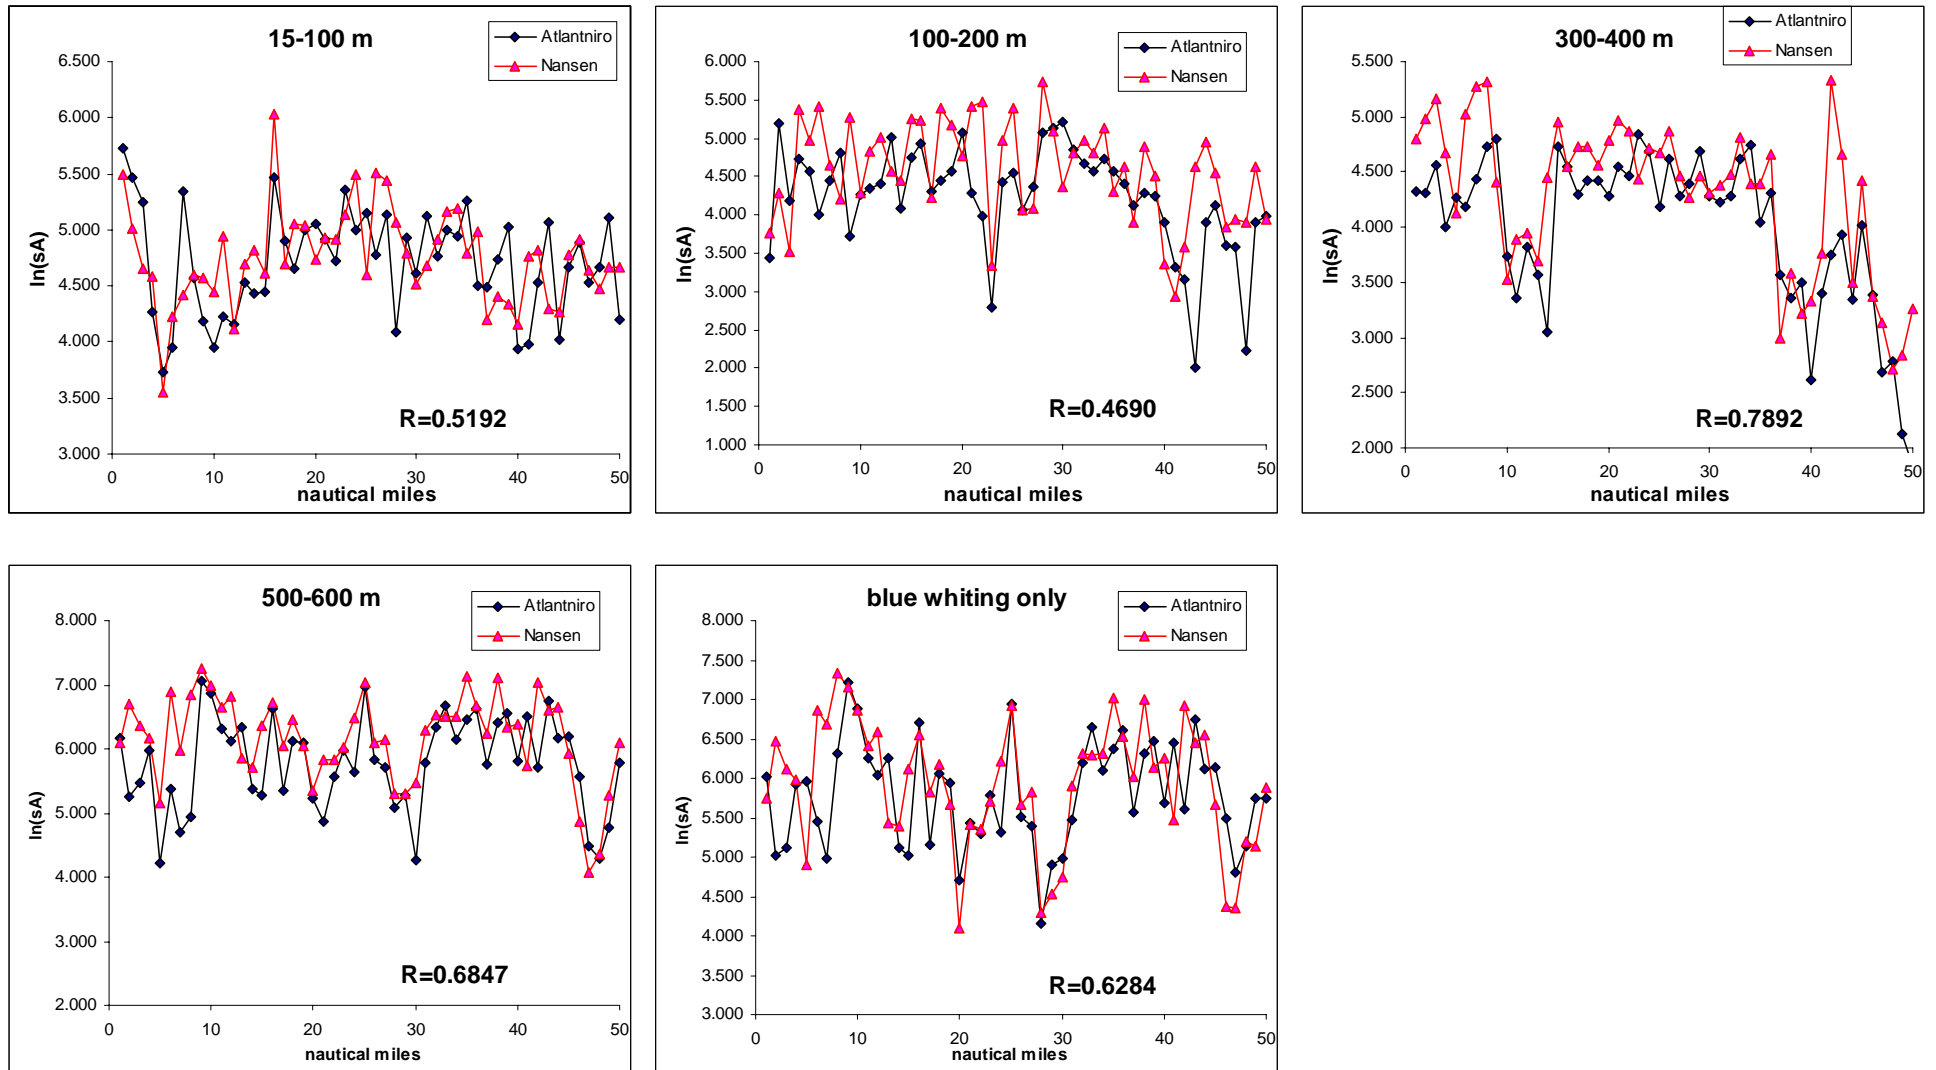 15-100 m
Atlantniro
Nansen
6.500
6.000
5.500
5.000
4.500
4.000
3.500
3.000
ln(sA)
0 10 20 30 40 50
nautical miles
R=0.5192
100-200 m
Atlantniro
Nansen
6.000
5.500
5.000
4.500
4.000
3.500
3.000
2.500
2.000
1.500
1.000
ln(sA)
0 10 20 30 40 50
nautical miles
R=0.4690
300-400 m
Atlantniro
Nansen
5.500
5.000
4.500
4.000
3.500
3.000
2.500
2.000
ln(sA)
0 10 20 30 40 50
nautical miles
R=0.7892
500-600 m
Atlantniro
Nansen
8.000
7.000
6.000
5.000
4.000
3.000
2.000
ln(sA)
0 10 20 30 40 50
nautical miles
R=0.6847
blue whiting only
Atlantniro
Nansen
8.000
7.500
7.000
6.500
6.000
5.500
5.000
4.500
4.000
3.500
3.000
ln(sA)
0 10 20 30 40 50
nautical miles
R=0.6284